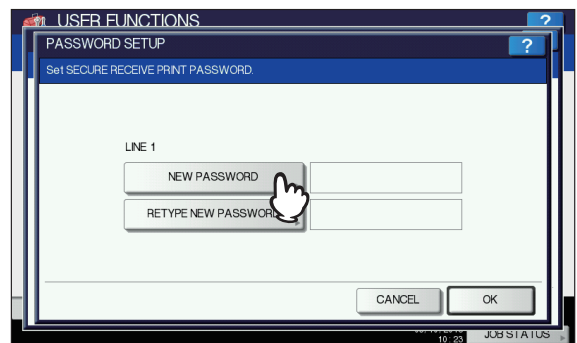 USER FUNCTIONS
?
PASSWORD SETUP
?
Set SECURE RECEIVE PRINT PASSWORD.
LINE 1
NEW PASSWORD
RETYPE NEW PASSWORD
CANCEL
OK
10 : 23
JOB STATUS